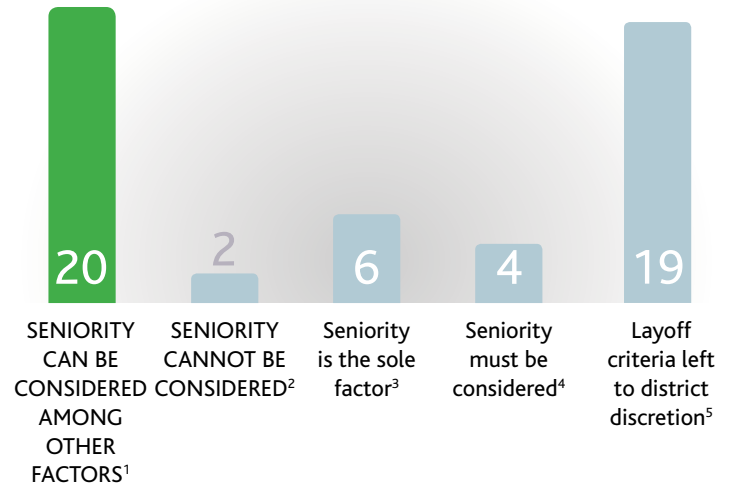 20
2
6
4
19
SENIORITY
CAN BE
CONSIDERED
AMONG
OTHER
FACTORS¹
SENIORITY
CANNOT BE
CONSIDERED²
Seniority
is the sole
factor³
Seniority
must be
considered⁴
Layoff
criteria left
to district
discretion⁵